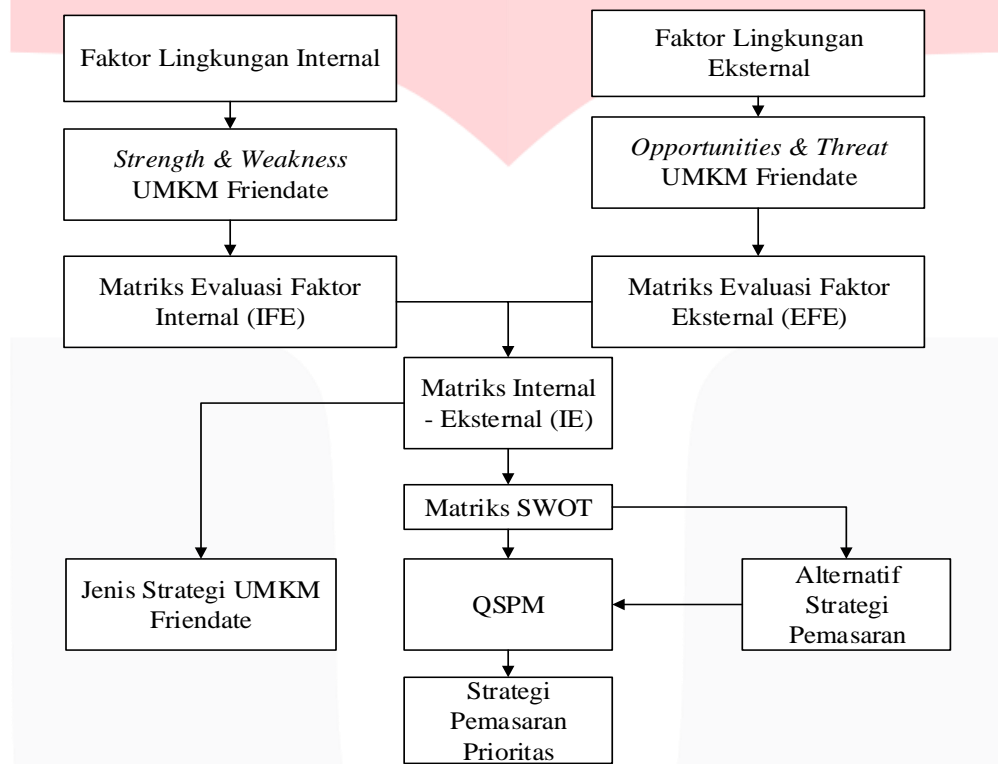 Faktor Lingkungan Internal
Faktor Lingkungan
Eksternal
Strength & Weakness
UMKM Friendate
Opportunities & Threat
UMKM Friendate
Matriks Evaluasi Faktor
Internal (IFE)
Matriks Evaluasi Faktor
Eksternal (EFE)
Matriks Internal
- Eksternal (IE)
Matriks SWOT
Jenis Strategi UMKM
Friendate
QSPM
Alternatif
Strategi
Pemasaran
Strategi
Pemasaran
Prioritas